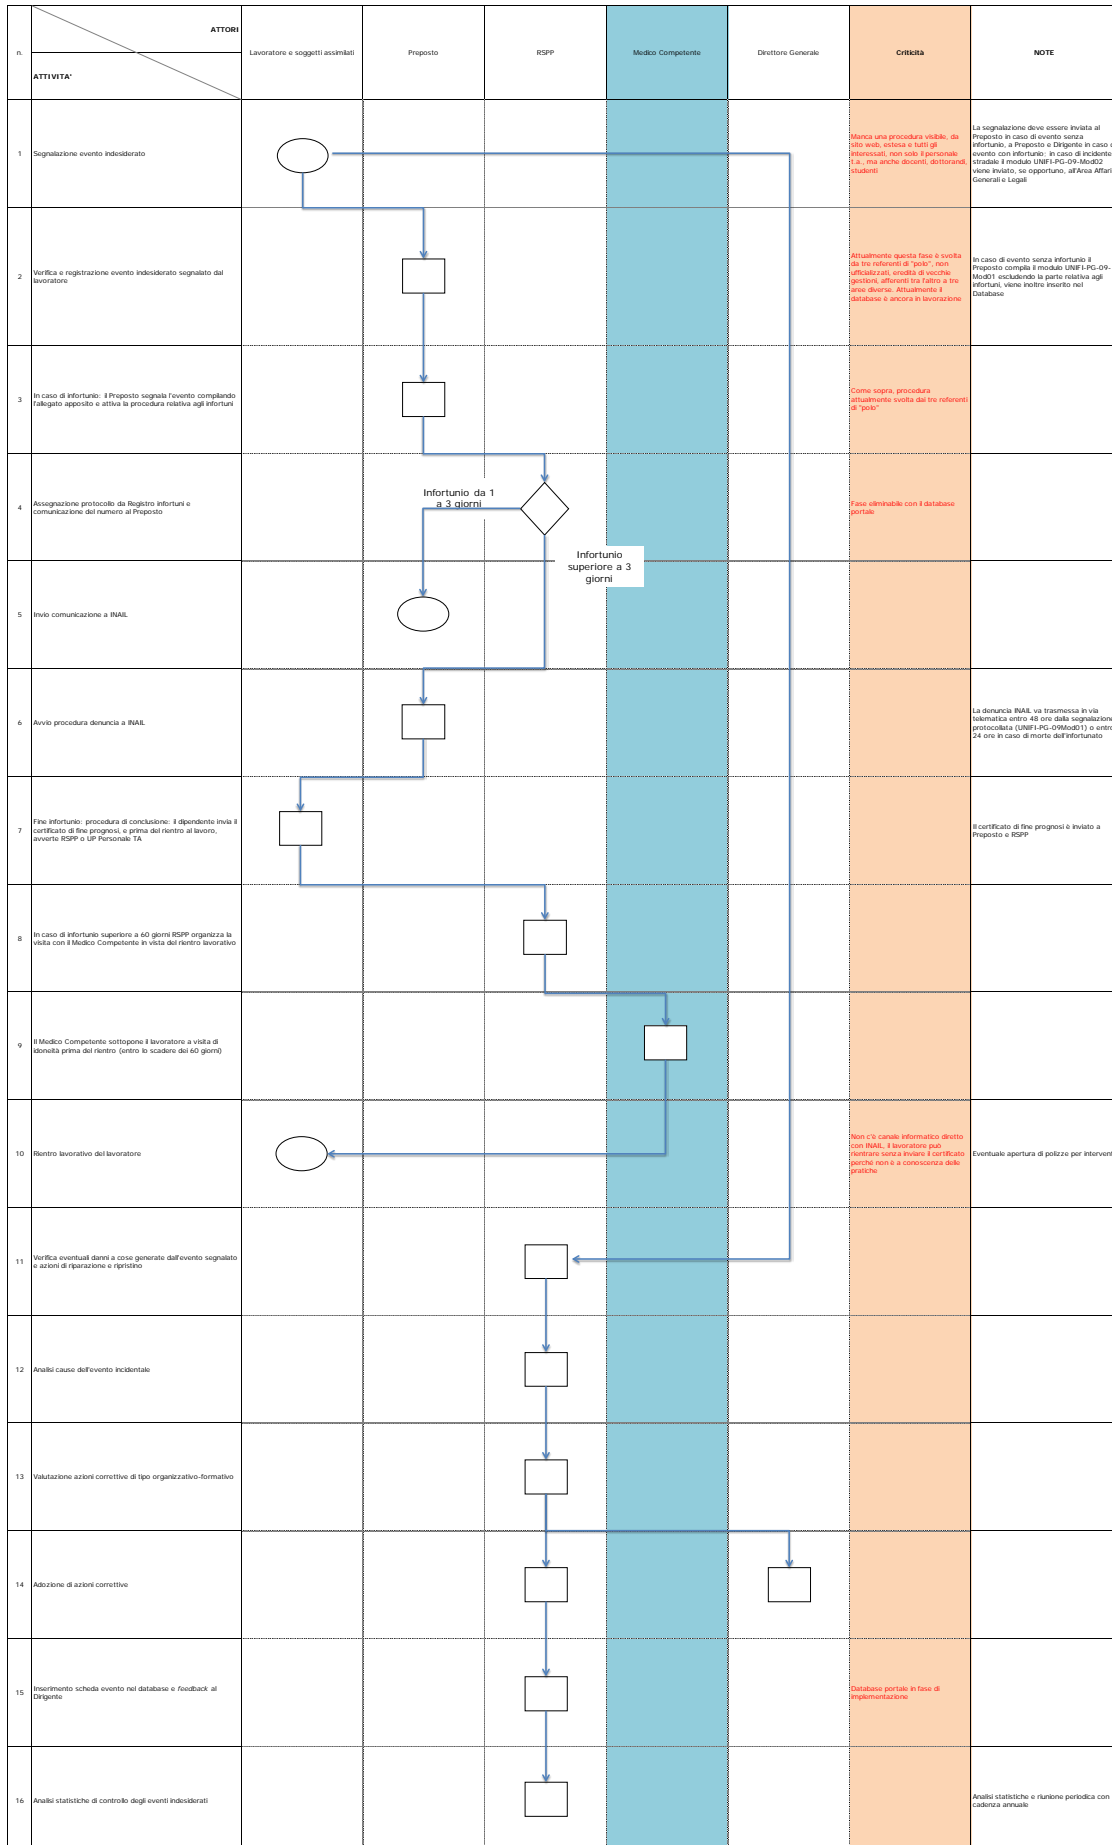 ATTORI
n.
ATTIVITA'
Lavoratore e soggetti assimilati
Preposto
RSPP
Medico Competente
Direttore Generale
Criticità
NOTE
1
Segnalazione evento indesiderato
Manca una procedura visibile, da
sito web, estesa e tutti gli
interessati, non solo il personale
t.a., ma anche docenti, dottorandi,
studenti
La segnalazione deve essere inviata al
Preposto in caso di evento senza
infortunio, a Preposto e Dirigente in caso
evento con infortunio; in caso di incidente
stradale il modulo UNIFI-PG-09-Mod02
viene inviato, se opportuno, all'Area Affari
Generali e Legali
2
Verifica e registrazione evento indesiderato segnalato dal
lavoratore
Attualmente questa fase è svolta
da tre referenti di "polo", non
ufficializzati, eredità di vecchie
gestioni, afferenti tra l'altro a tre
aree diverse. Attualmente il
database è ancora in lavorazione
In caso di evento senza infortunio il
Preposto compila il modulo UNIFI-PG-09-
Mod01 escludendo la parte relativa agli
infortuni, viene inoltre inserito nel
Database
3
In caso di infortunio: il Preposto segnala l'evento compilando
l'allegato apposito e attiva la procedura relativa agli infortuni
Come sopra, procedura
attualmente svolta dai tre referenti
di "polo"
4
Assegnazione protocollo da Registro infortuni e
comunicazione del numero al Preposto
Infortunio da 1
a 3 giorni
Infortunio
superiore a 3
giorni
Fase eliminabile con il database
portale
5
Invio comunicazione a INAIL
6
Avvio procedura denuncia a INAIL
La denuncia INAIL va trasmessa in via
telematica entro 48 ore dalla segnalazione
protocollata (UNIFI-PG-09Mod01) o entro
24 ore in caso di morte dell'infortunato
7
Fine infortunio: procedura di conclusione: il dipendente invia il
certificato di fine prognosi, e prima del rientro al lavoro,
avverte RSPP o UP Personale TA
Il certificato di fine prognosi è inviato a
Preposto e RSPP
8
In caso di infortunio superiore a 60 giorni RSPP organizza la
visita con il Medico Competente in vista del rientro lavorativo
9
Il Medico Competente sottopone il lavoratore a visita di
idoneità prima del rientro (entro lo scadere dei 60 giorni)
10
Rientro lavorativo del lavoratore
Non c'è canale informatico diretto
con INAIL, il lavoratore può
rientrare senza inviare il certificato
perché non è a conoscenza delle
pratiche
Eventuale apertura di polizze per
11
Verifica eventuali danni a cose generate dall'evento segnalato
e azioni di riparazione e ripristino
12
Analisi cause dell'evento incidentale
13
Valutazione azioni correttive di tipo organizzativo-formativo
14
Adozione di azioni correttive
15
Inserimento scheda evento nel database e feedback al
Dirigente
Database portale in fase di
implementazione
16
Analisi statistiche di controllo degli eventi indesiderati
Analisi statistiche e riunione periodica con
cadenza annuale